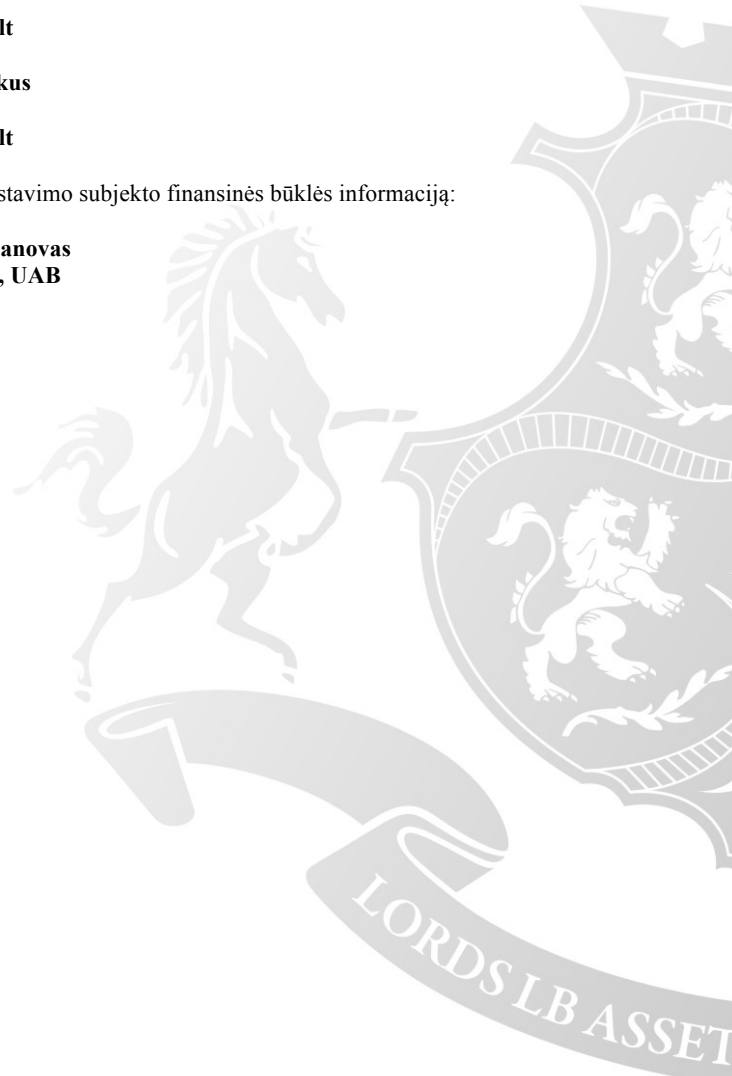 lt
kus
lt
stavimo subjekto finansinės būklės informaciją:
anovas
, UAB
LORDS LB ASSET